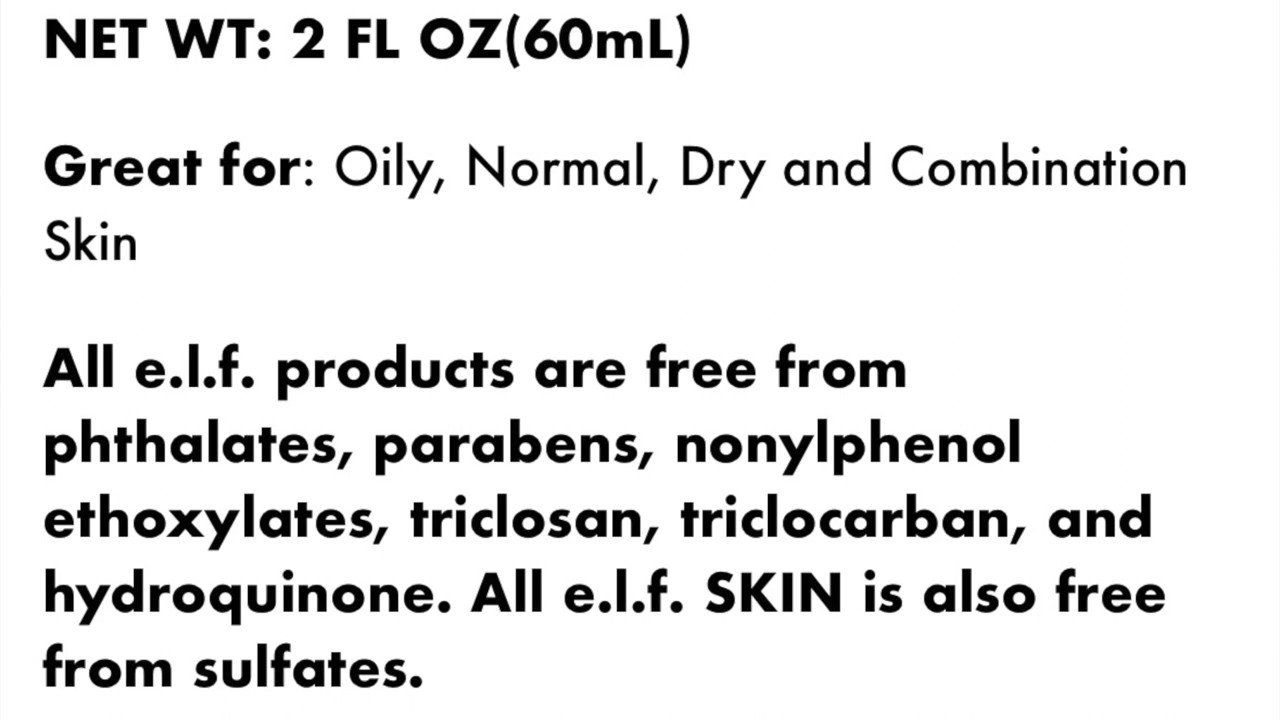 NET WT: 2 FL OZ(60mL)
Great for: Oily, Normal, Dry and Combination
Skin
All e.l.f. products are free from
phthalates, parabens, nonylphenol
ethoxylates, triclosan, triclocarban, and
hydroquinone. All e.l.f. SKIN is also free
from sulfates.